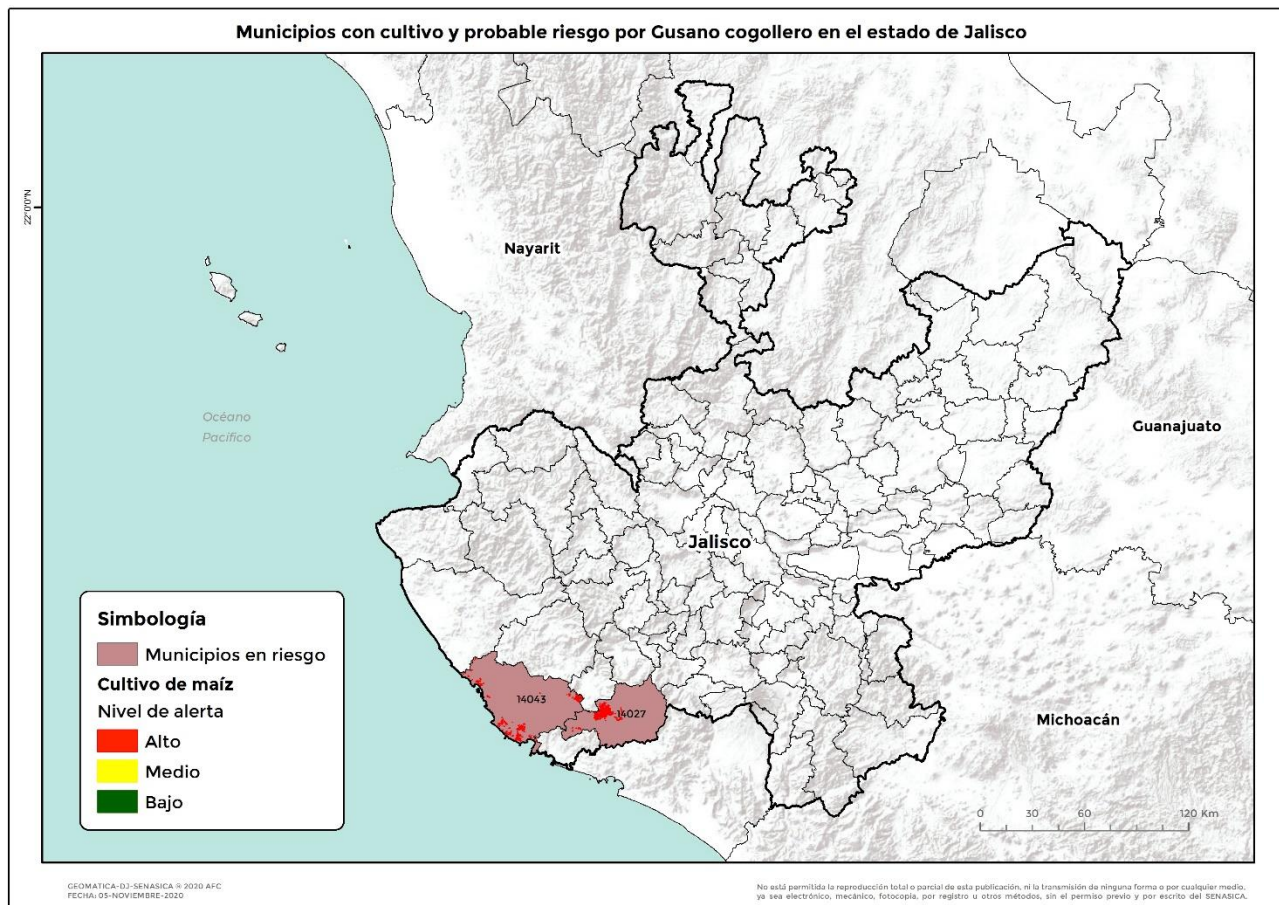 Municipios con cultivo y probable riesgo por Gusano cogollero en el estado de Jalisco
22°0'0"N
Nayarit
Océano
Pacífico
Guanajuato
Jalisco
Simbología
Municipios en riesgo
Cultivo de maíz
Nivel de alerta
Alto
Medio
Bajo
14043
14027
Michoacán
0 30 60 120 Km
GEOMATICA-DJ-SENASICA © 2020 AFC
FECHA: 05-NOVIEMBRE-2020
No está permitida la reproducción total o parcial de esta publicación, ni la transmisión de ninguna forma o por cualquier medio,
ya sea electrónico, mecánico, fotocopia, por registro u otros métodos, sin el permiso previo y por escrito del SENASICA.